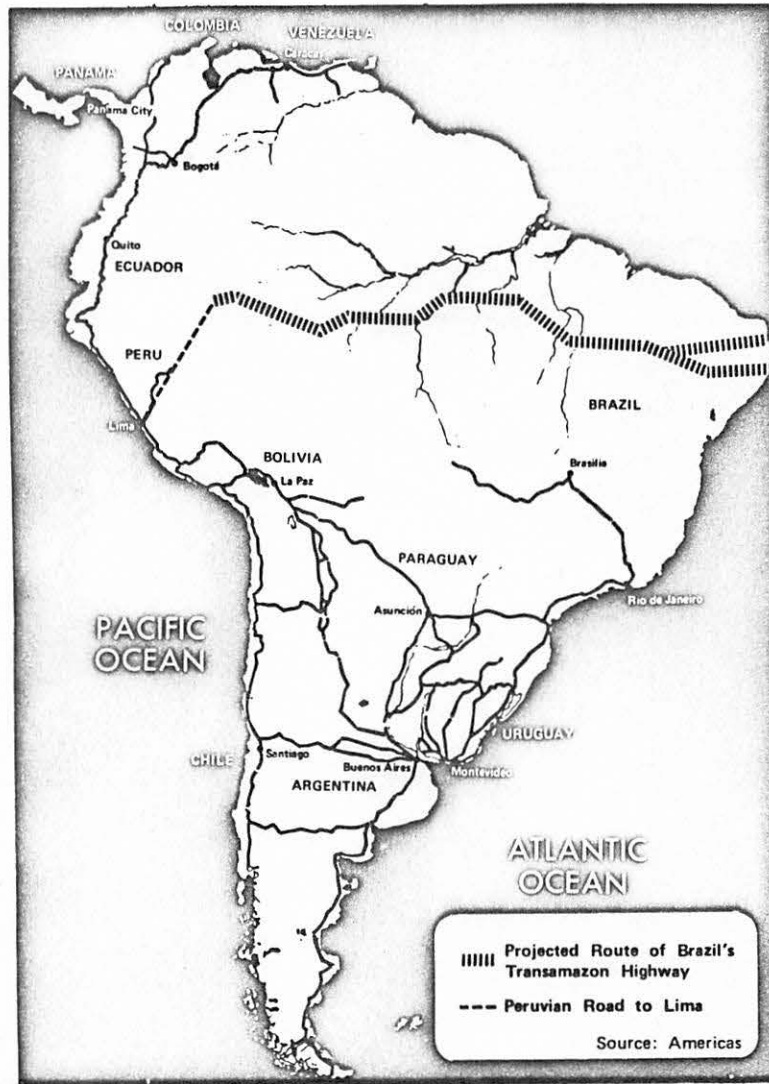 COLOMBIA
VENEZUELA
Caracas
PANAMA
Panama City
Bogotá
Quito
ECUADOR
PERU
BRAZIL
Lima
BOLIVIA
La Paz
Brasilia
PARAGUAY
Rio de Janeiro
Asunción
PACIFIC
OCEAN
URUGUAY
CHILE
Santiago
Buenos Aires
Montevideo
ARGENTINA
ATLANTIC
OCEAN
Projected Route of Brazil's
Transamazon Highway
Peruvian Road to Lima
Source: Americas